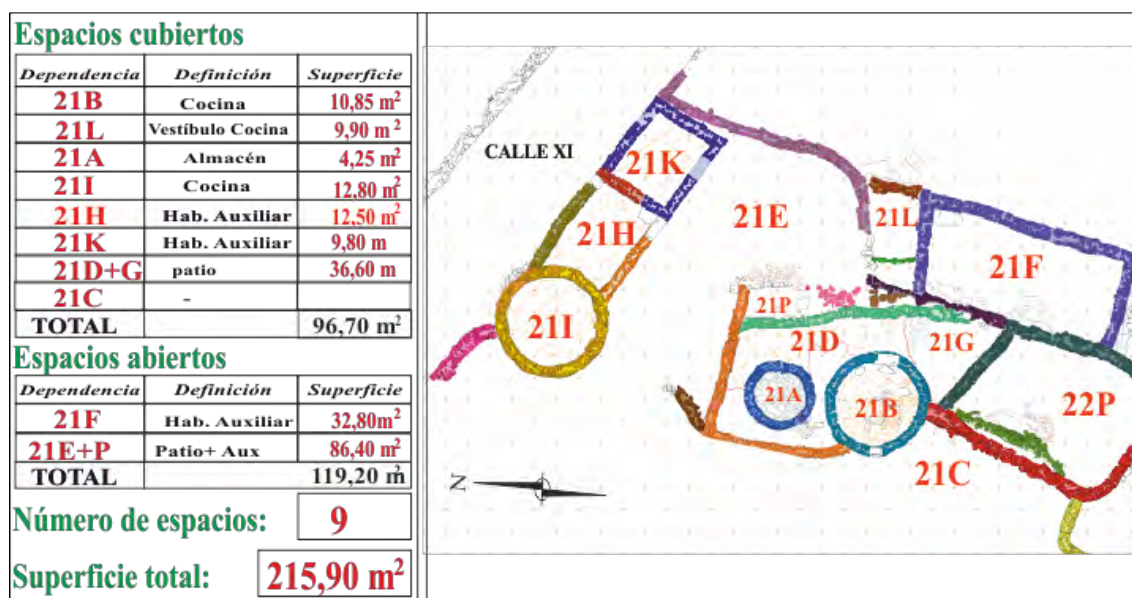 Espacios cubiertos
Dependencia Definición Superficie
21B Cocina 10,85 m²
21L Vestíbulo Cocina 9,90 m²
21A Almacén 4,25 m²
21I Cocina 12,80 m²
21H Hab. Auxiliar 12,50 m²
21K Hab. Auxiliar 9,80 m
21D+G patio 36,60 m
21C -
TOTAL 96,70 m²
Espacios abiertos
Dependencia Definición Superficie
21F Hab. Auxiliar 32,80m²
21E+P Patio+ Aux 86,40 m²
TOTAL 119,20 m²
Número de espacios: 9
Superficie total: 215,90 m²
CALLE XI
21K
21L
21E
21H
21F
21P
21I
21D
21G
21A
21B
22P
21C
N